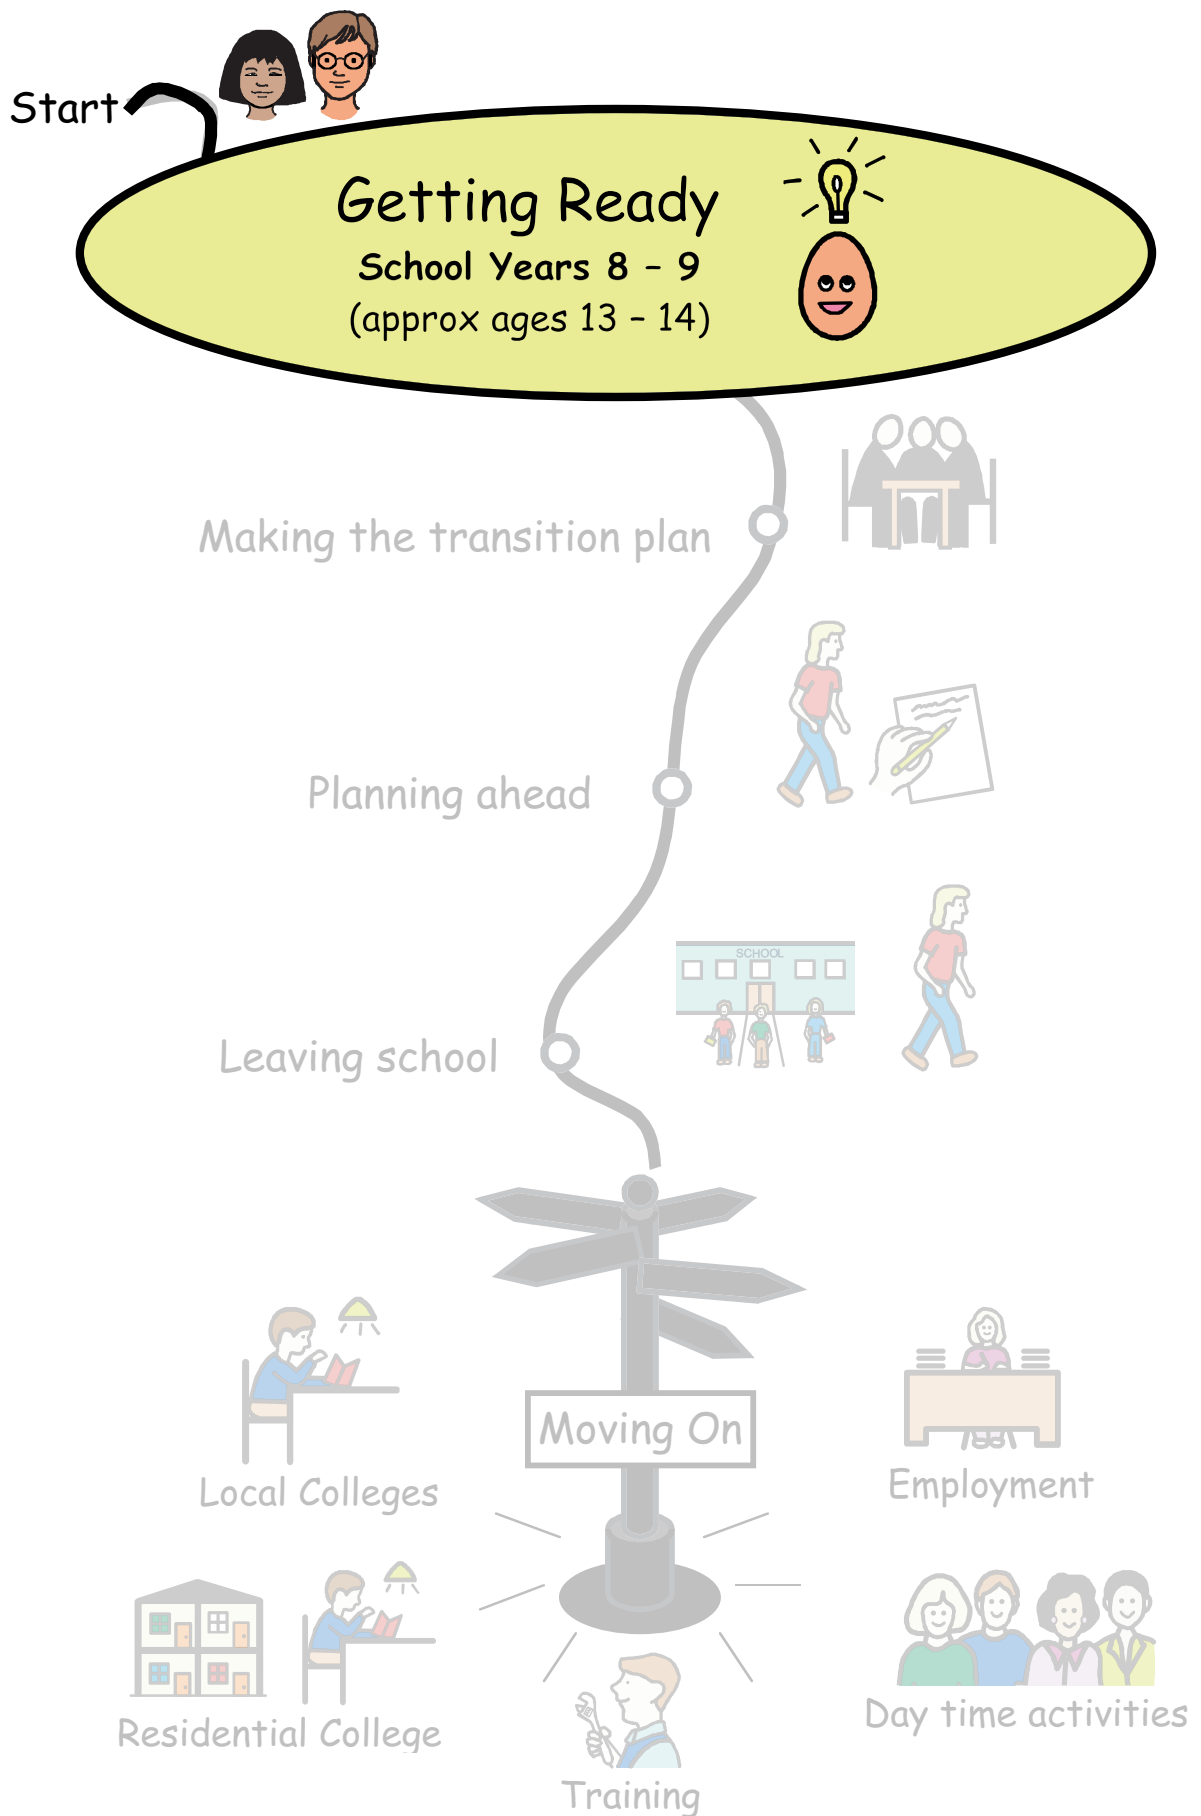 Start
Getting Ready
School Years 8 – 9
(approx ages 13 – 14)
Making the transition plan
Planning ahead
SCHOOL
Leaving school
Moving On
Local Colleges
Employment
Residential College
Day time activities
Training